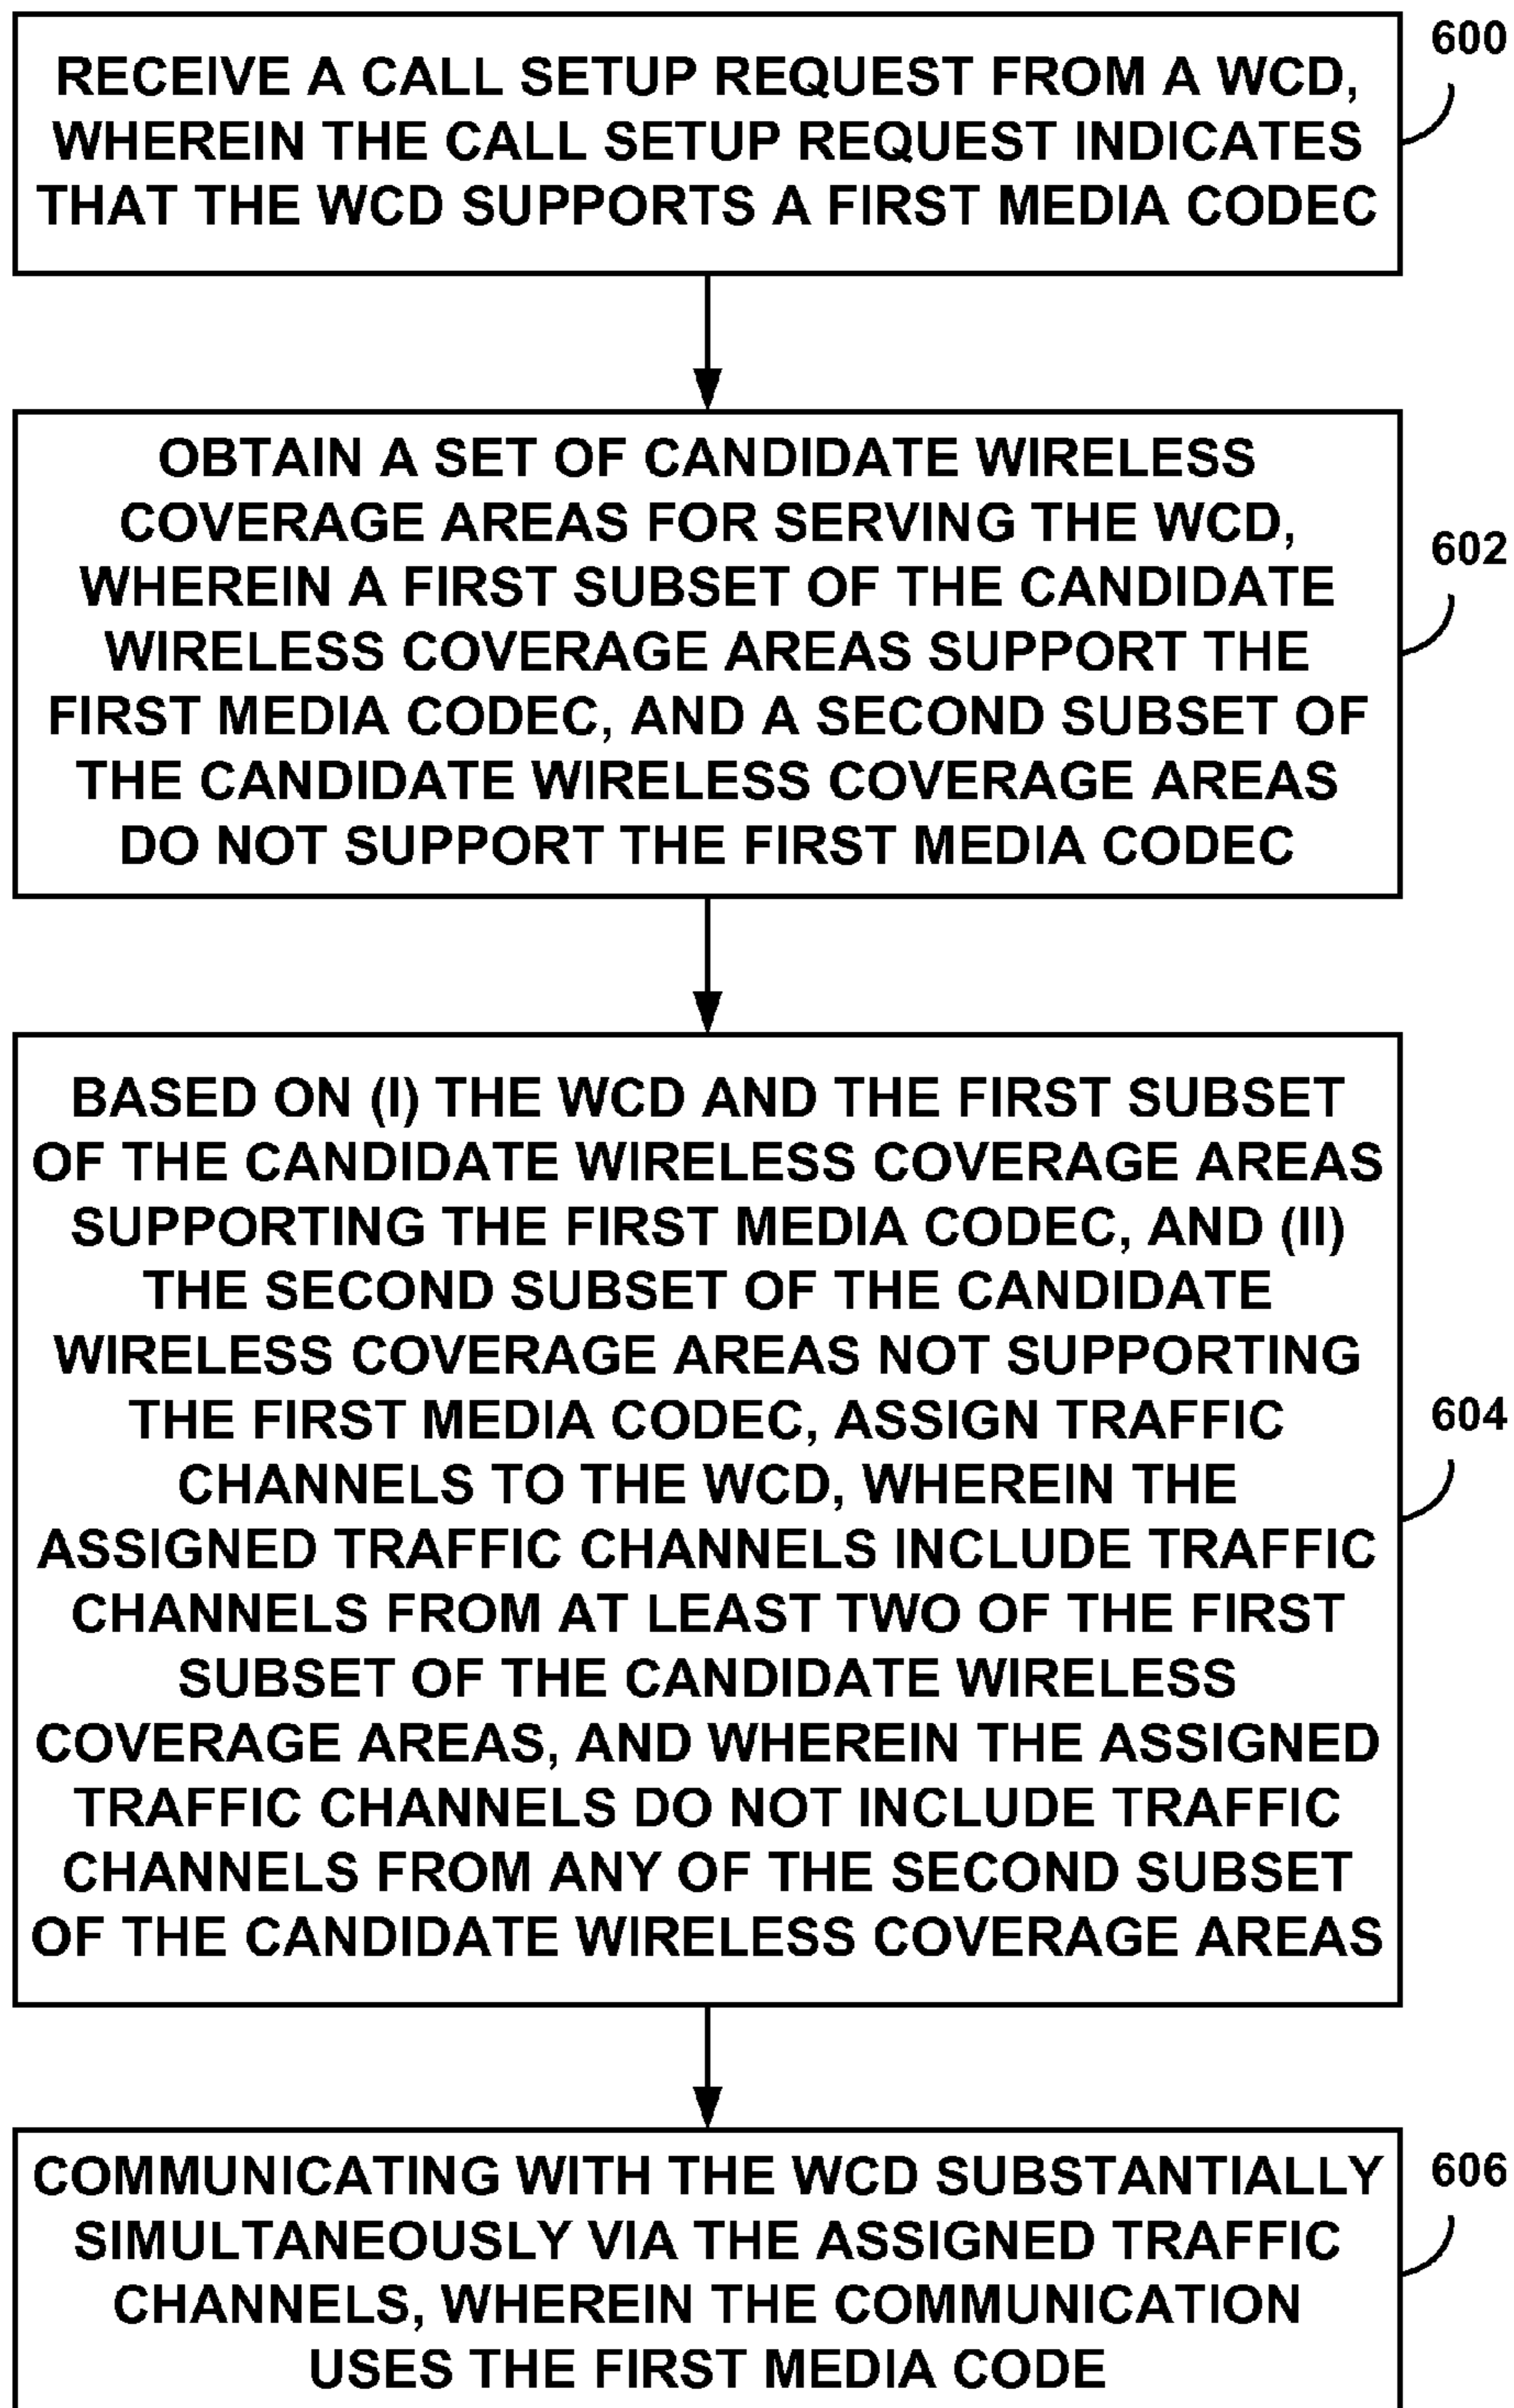 600
RECEIVE A CALL SETUP REQUEST FROM A WCD,
WHEREIN THE CALL SETUP REQUEST INDICATES
THAT THE WCD SUPPORTS A FIRST MEDIA CODEC
602
OBTAIN A SET OF CANDIDATE WIRELESS
COVERAGE AREAS FOR SERVING THE WCD,
WHEREIN A FIRST SUBSET OF THE CANDIDATE
WIRELESS COVERAGE AREAS SUPPORT THE
FIRST MEDIA CODEC, AND A SECOND SUBSET OF
THE CANDIDATE WIRELESS COVERAGE AREAS
DO NOT SUPPORT THE FIRST MEDIA CODEC
604
BASED ON (I) THE WCD AND THE FIRST SUBSET
OF THE CANDIDATE WIRELESS COVERAGE AREAS
SUPPORTING THE FIRST MEDIA CODEC, AND (II)
THE SECOND SUBSET OF THE CANDIDATE
WIRELESS COVERAGE AREAS NOT SUPPORTING
THE FIRST MEDIA CODEC, ASSIGN TRAFFIC
CHANNELS TO THE WCD, WHEREIN THE
ASSIGNED TRAFFIC CHANNELS INCLUDE TRAFFIC
CHANNELS FROM AT LEAST TWO OF THE FIRST
SUBSET OF THE CANDIDATE WIRELESS
COVERAGE AREAS, AND WHEREIN THE ASSIGNED
TRAFFIC CHANNELS DO NOT INCLUDE TRAFFIC
CHANNELS FROM ANY OF THE SECOND SUBSET
OF THE CANDIDATE WIRELESS COVERAGE AREAS
606
COMMUNICATING WITH THE WCD SUBSTANTIALLY
SIMULTANEOUSLY VIA THE ASSIGNED TRAFFIC
CHANNELS, WHEREIN THE COMMUNICATION
USES THE FIRST MEDIA CODE